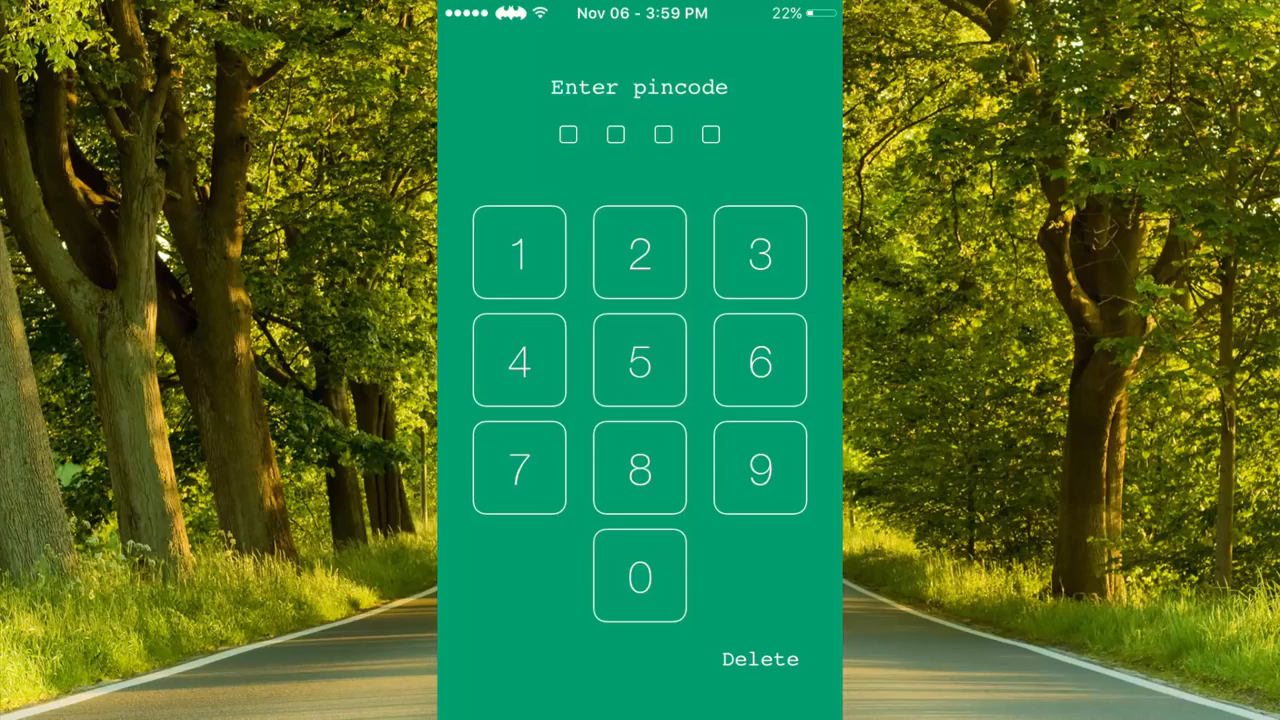 Nov 06 - 3:59 PM 22%
Enter pincode
1 2 3
4 5 6
7 8 9
0
Delete